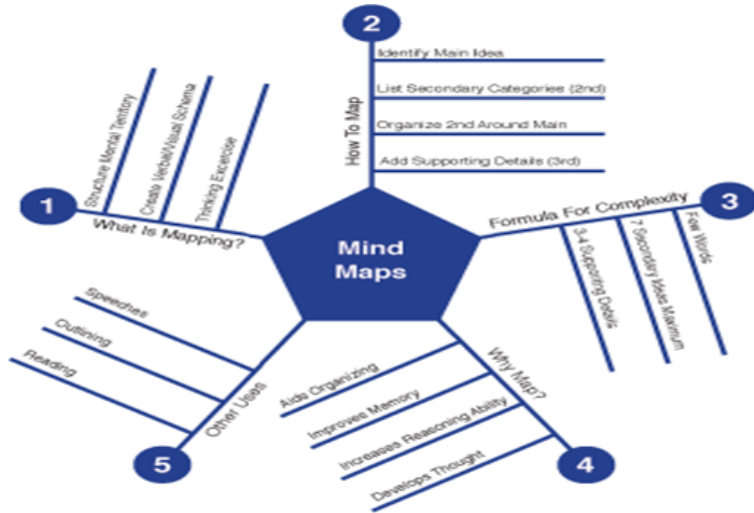 Mind
Maps
1
What Is Mapping?
Structure Mental Territory
Create Verbal/Visual Schema
Thinking Excercise
2
How To Map
Identify Main Idea
List Secondary Categories (2nd)
Organize 2nd Around Main
Add Supporting Details (3rd)
3
Formula For Complexity
3-4 Supporting Details
7 Secondary Ideas Maximum
Few Words
4
Why Map?
Aids Organizing
Improves Memory
Increases Reasoning Ability
Develops Thought
5
Other Uses
Speeches
Outlining
Reading